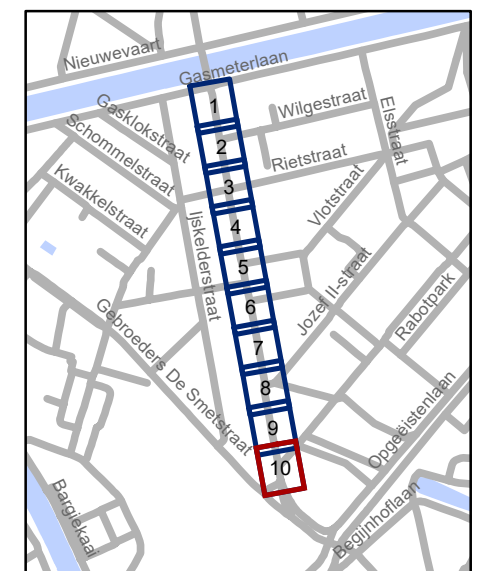 Nieuwevaart
Gasmeterlaan
1
Gasklokstraat
Wilgestraat
Elsstraat
Schommelstraat
2
Rietstraat
Kwakkelstraat
3
Vlotstraat
Ijskelderstraat
4
5
Jozef II-straat
6
Rabotpark
Gebroeders De Smetstraat
7
8
Opgeëistenlaan
9
10
Bargiekaai
Begijnhoflaan